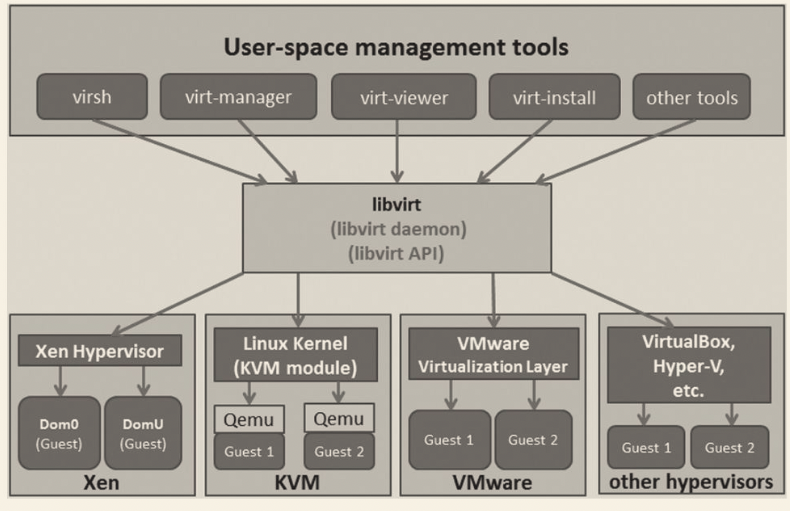 User-space management tools
virsh
virt-manager
virt-viewer
virt-install
other tools
libvirt
(libvirt daemon)
(libvirt API)
Xen Hypervisor
Dom0
(Guest)
DomU
(Guest)
Xen
Linux Kernel
(KVM module)
Qemu
Guest 1
Qemu
Guest 2
KVM
VMware
Virtualization Layer
Guest 1
Guest 2
VMware
VirtualBox,
Hyper-V,
etc.
Guest 1
Guest 2
other hypervisors